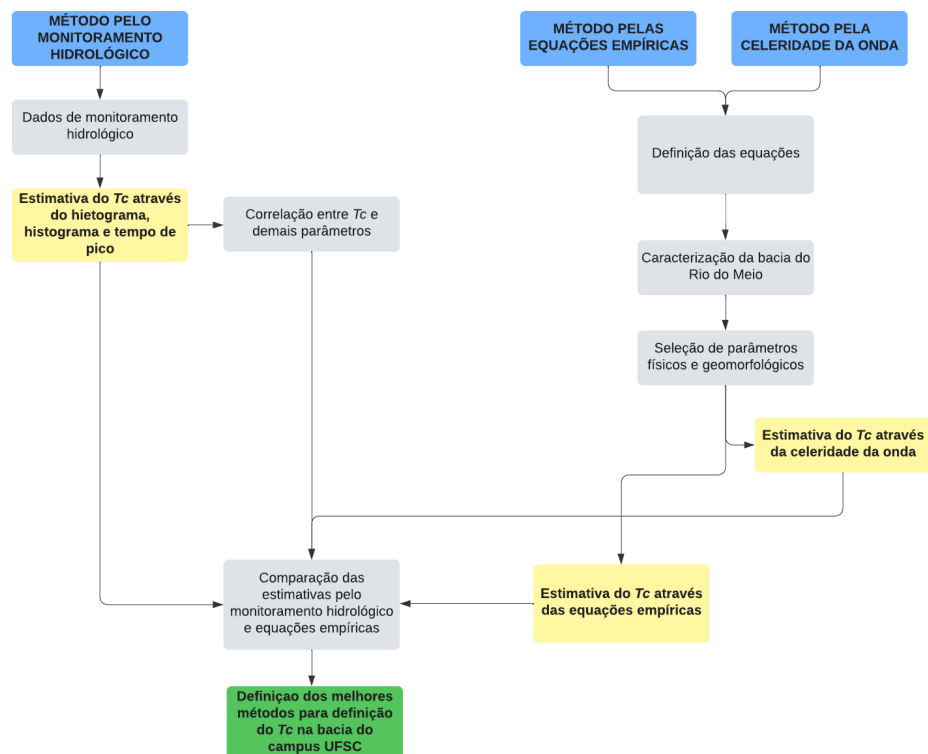 MÉTODO PELO
MONITORAMENTO
HIDROLÓGICO
MÉTODO PELAS
EQUAÇÕES EMPÍRICAS
MÉTODO PELA
CELERIDADE DA ONDA
Dados de monitoramento
hidrológico
Definição das equações
Estimativa do Tc através
do hietograma,
histograma e tempo de
pico
Correlação entre Tc e
demais parâmetros
Caracterização da bacia do
Rio do Meio
Seleção de parâmetros
físicos e geomorfológicos
Estimativa do Tc através
da celeridade da onda
Comparação das
estimativas pelo
monitoramento hidrológico
e equações empíricas
Estimativa do Tc através
das equações empíricas
Definiçao dos melhores
métodos para definição
do Tc na bacia do
campus UFSC